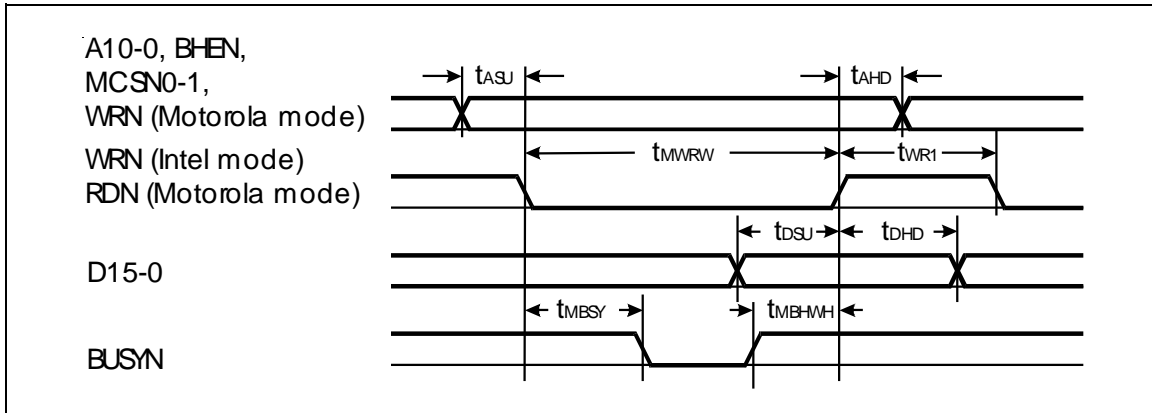 A10-0, BHEN,
MCSN0-1,
WRN (Motorola mode)
tASU
tAHD
WRN (Intel mode)
RDN (Motorola mode)
tMWRW
tWR1
tDSU
tDHD
D15-0
tMBSY
tMBHWH
BUSYN